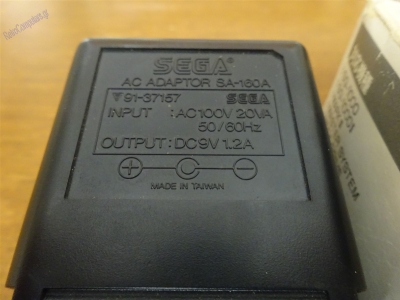 SEGA®
AC ADAPTOR SA-160A
▽91-37157 SEGA
INPUT :AC100V 20VA
50/60Hz
OUTPUT:DC9V 1.2A
+ −
MADE IN TAIWAN
SYSTEM